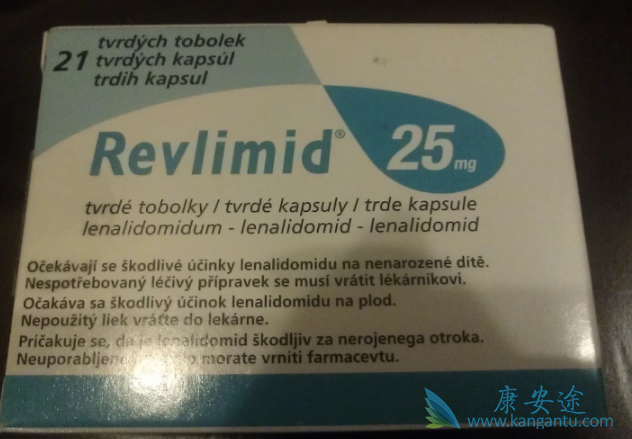 21 tvrdých tobolek
tvrdých kapsúl
trdih kapsul
Revlimid®
25 mg
tvrdé tobolky / tvrdé kapsuly / trde kapsule
lenalidomidum - lenalidomid - lenalidomid
Očekávají se škodlivé účinky lenalidomidu na nenarozené dítě.
Nespotřebovaný léčivý přípravek se musí vrátit lékárníkovi.
Očakáva sa škodlivý účinok lenalidomidu na plod.
Nepoužitý liek vráťte do lekárne.
Pričakuje se, da je lenalidomid škodljiv za nerojenega otroka.
morate vrniti farmacevtu.
康安途
www.kangantu.com